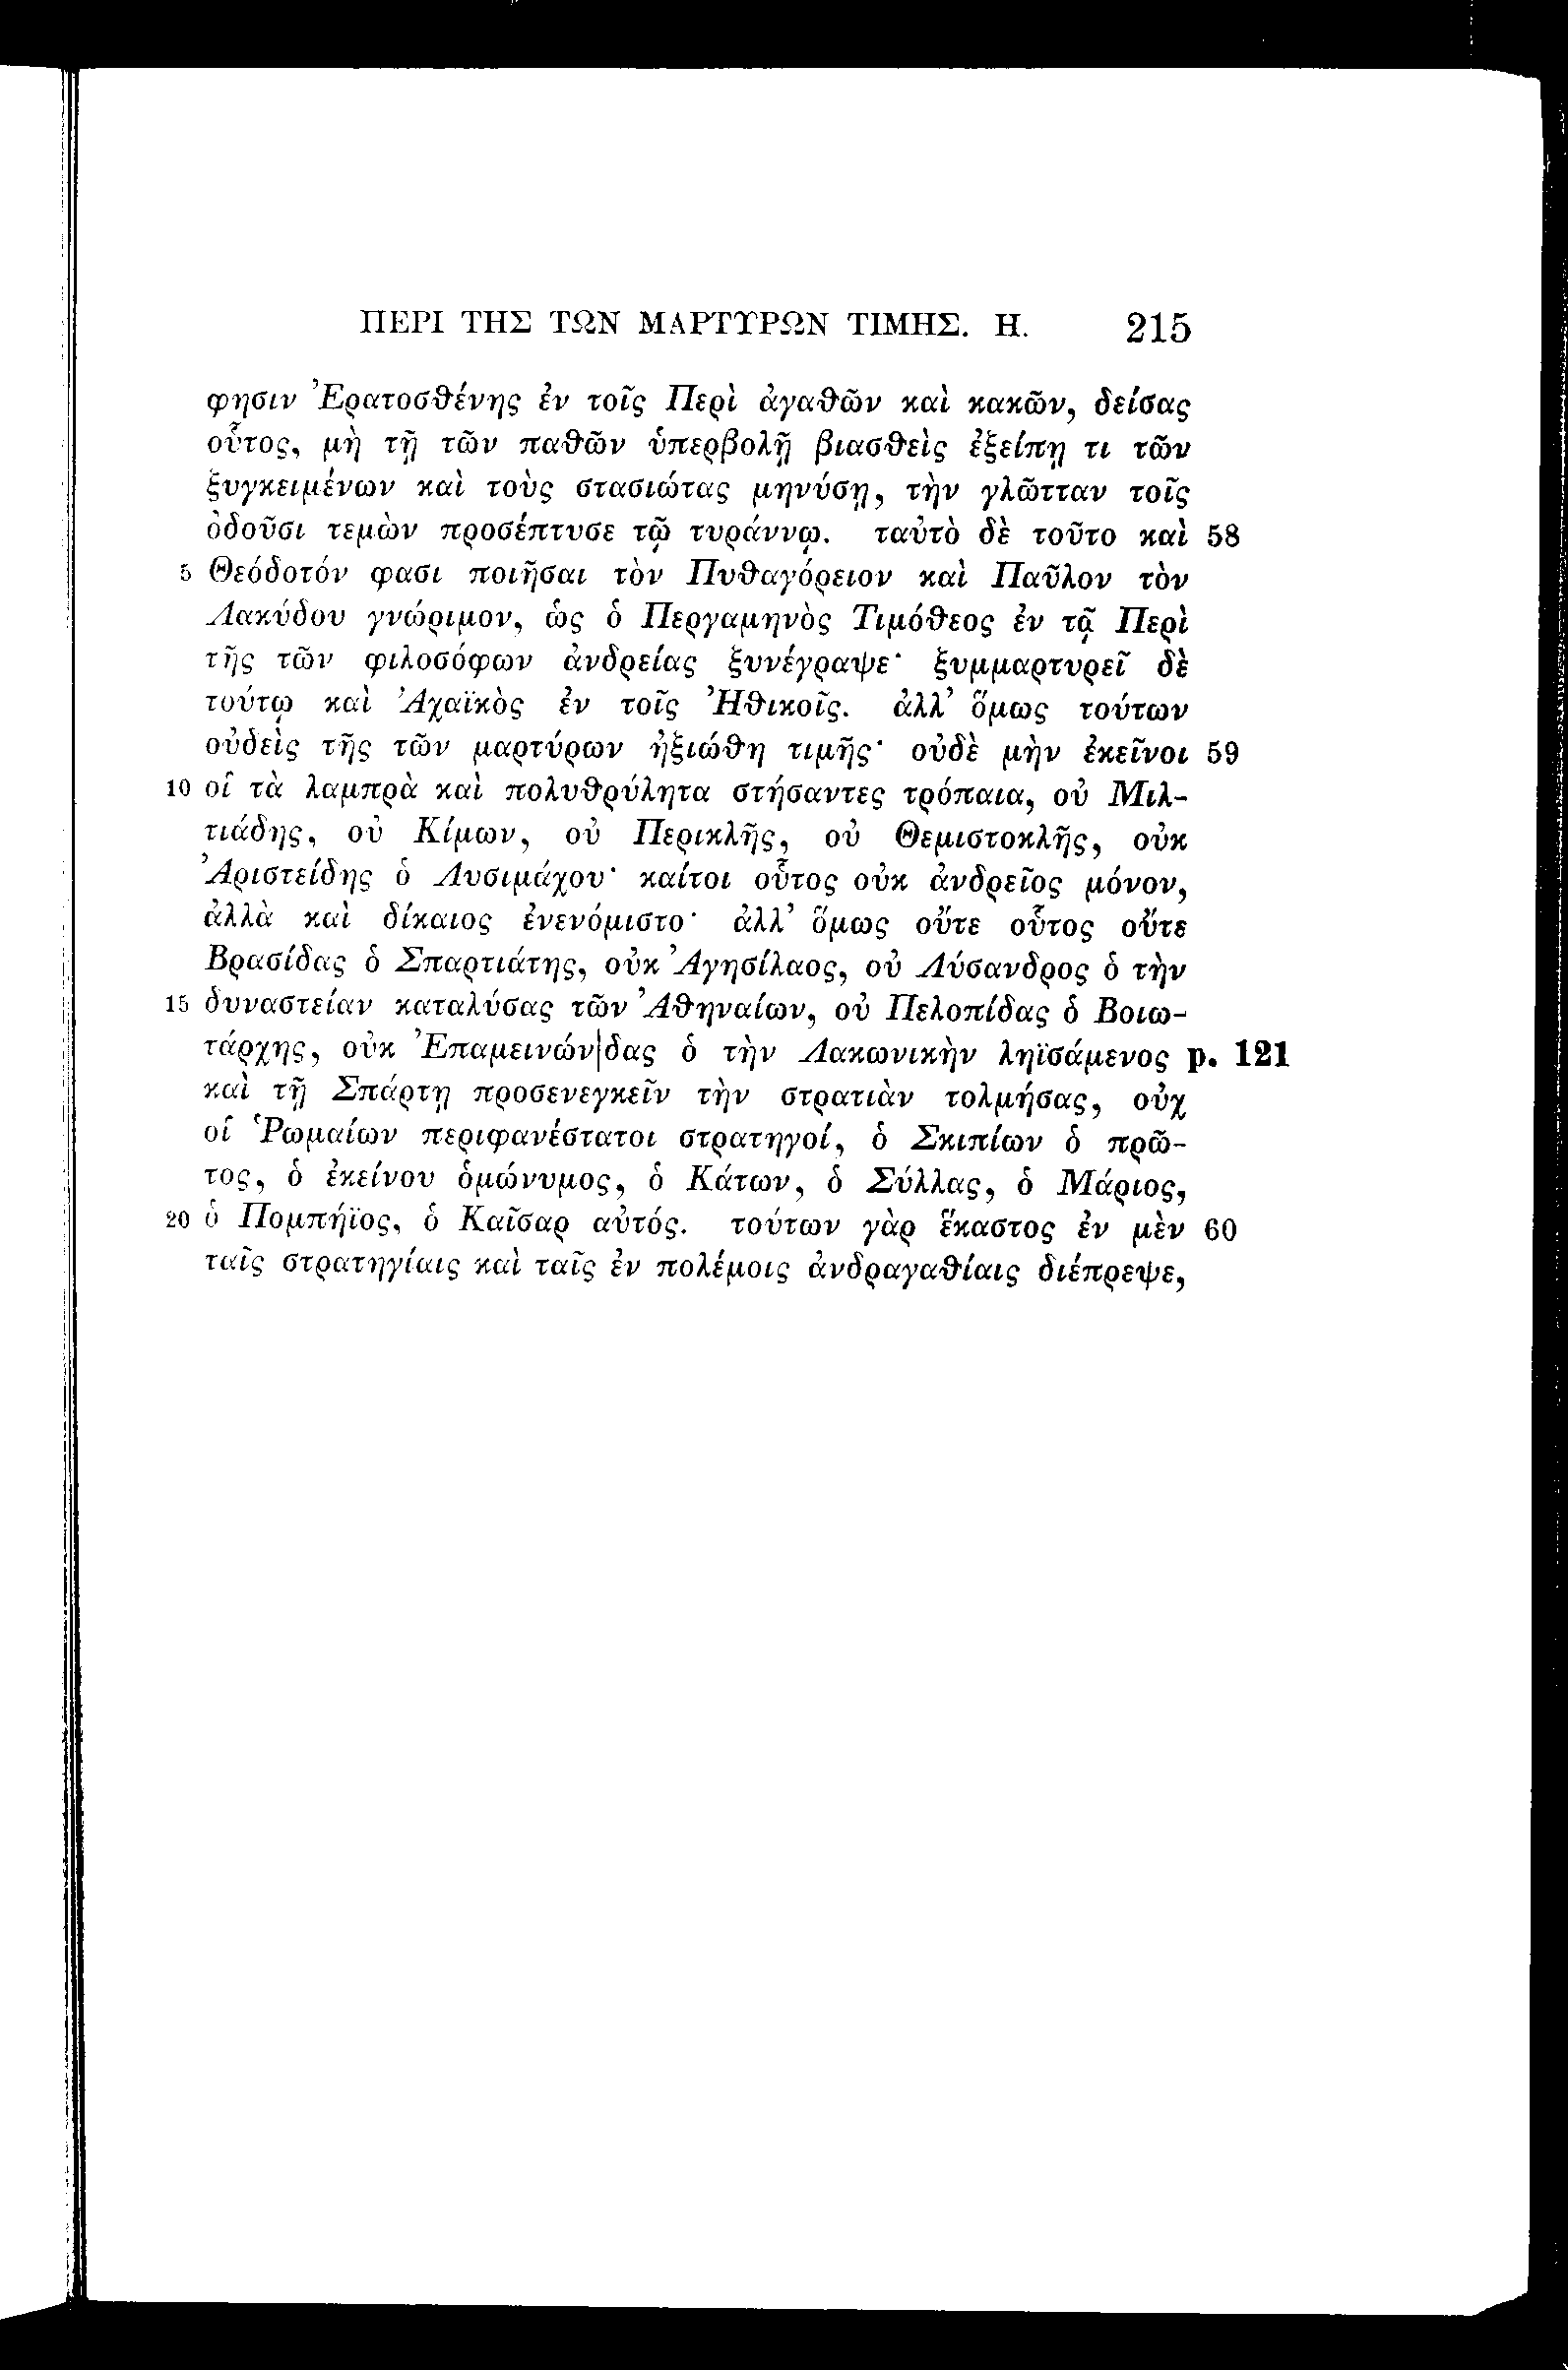 ΠΕΡΙ ΤΗΣ ΤΩΝ ΜΑΡΤΥΡΩΝ ΤΙΜΗΣ. Η. 215
φησιν Ἐρατοσθένης ἐν τοῖς Περὶ ἀγαθῶν καὶ κακῶν, δείσας
οὗτος, μὴ τῇ τῶν παθῶν ὑπερβολῇ βιασθεὶς ἐξείπῃ τι τῶν
ξυγκειμένων καὶ τοὺς στασιώτας μηνύσῃ, τὴν γλῶτταν τοῖς
ὀδοῦσι τεμὼν προσέπτυσε τῷ τυράννῳ. ταὐτὸ δὲ τοῦτο καὶ 58
5 Θεόδοτόν φασι ποιῆσαι τὸν Πυθαγόρειον καὶ Παῦλον τὸν
Λακύδου γνώριμον, ὡς ὁ Περγαμηνὸς Τιμόθεος ἐν τᾷ Περὶ
τῆς τῶν φιλοσόφων ἀνδρείας ξυνέγραψε· ξυμμαρτυρεῖ δὲ
τούτῳ καὶ Ἀχαϊκὸς ἐν τοῖς Ἠθικοῖς. ἀλλ’ ὅμως τούτων
οὐδεὶς τῆς τῶν μαρτύρων ἠξιώθη τιμῆς· οὐδὲ μὴν ἐκεῖνοι 59
10 οἱ τὰ λαμπρὰ καὶ πολυθρύλητα στήσαντες τρόπαια, οὐ Μιλ-
τιάδης, οὐ Κίμων, οὐ Περικλῆς, οὐ Θεμιστοκλῆς, οὐκ
Ἀριστείδης ὁ Λυσιμάχου· καίτοι οὗτος οὐκ ἀνδρεῖος μόνον,
ἀλλὰ καὶ δίκαιος ἐνενόμιστο· ἀλλ’ ὅμως οὔτε οὗτος οὔτε
Βρασίδας ὁ Σπαρτιάτης, οὐκ Ἀγησίλαος, οὐ Λύσανδρος ὁ τὴν
15 δυναστείαν καταλύσας τῶν Ἀθηναίων, οὐ Πελοπίδας ὁ Βοιω-
τάρχης, οὐκ Ἐπαμεινών|δας ὁ τὴν Λακωνικὴν ληϊσάμενος p. 121
καὶ τῇ Σπάρτῃ προσενεγκεῖν τὴν στρατιὰν τολμήσας, οὐχ
οἱ Ῥωμαίων περιφανέστατοι στρατηγοί, ὁ Σκιπίων ὁ πρῶ-
τος, ὁ ἐκείνου ὁμώνυμος, ὁ Κάτων, ὁ Σύλλας, ὁ Μάριος,
20 ὁ Πομπήϊος, ὁ Καῖσαρ αὐτός. τούτων γὰρ ἕκαστος ἐν μὲν 60
ταῖς στρατηγίαις καὶ ταῖς ἐν πολέμοις ἀνδραγαθίαις διέπρεψε,